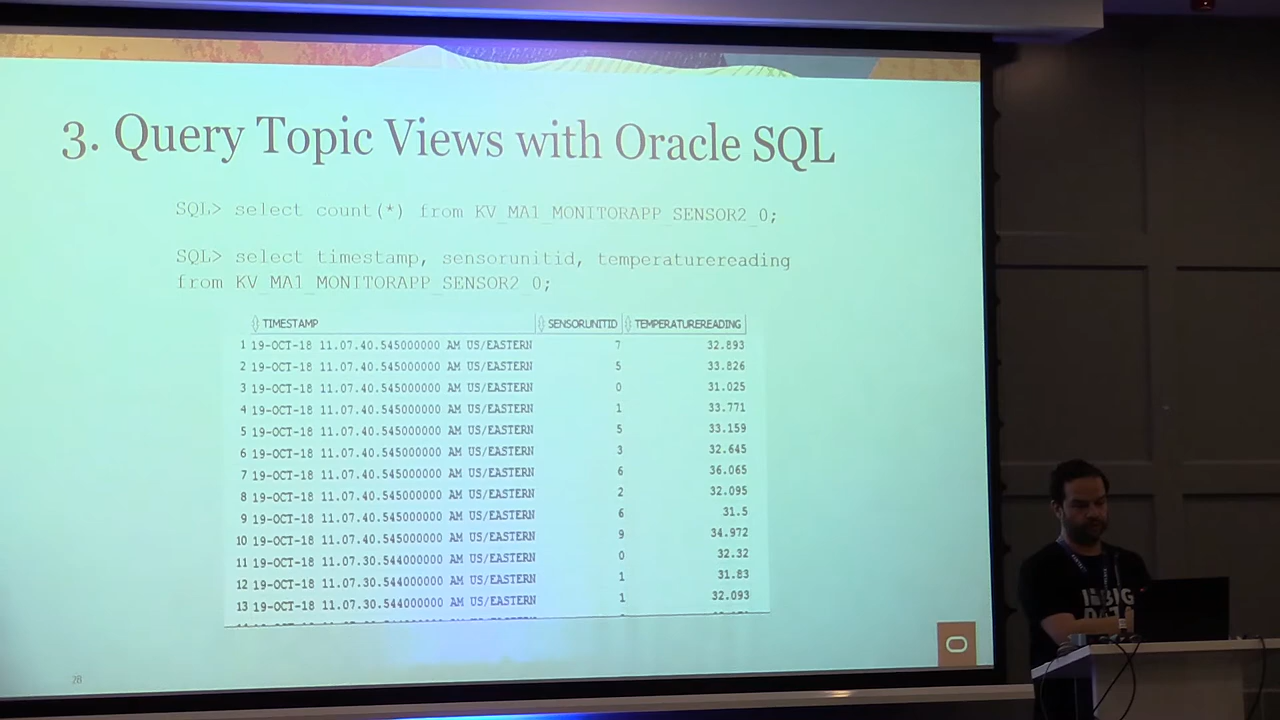 3. Query Topic Views with Oracle SQL
SQL> select count(*) from KV_MA1_MONITORAPP_SENSOR2_0;
SQL> select timestamp, sensorunitid, temperaturereading
from KV_MA1_MONITORAPP_SENSOR2_0;
TIMESTAMP SENSORUNITID TEMPERATUREREADING
1 19-OCT-18 11.07.40.545000000 AM US/EASTERN 7 32.893
2 19-OCT-18 11.07.40.545000000 AM US/EASTERN 5 33.826
3 19-OCT-18 11.07.40.545000000 AM US/EASTERN 0 31.025
4 19-OCT-18 11.07.40.545000000 AM US/EASTERN 1 33.771
5 19-OCT-18 11.07.40.545000000 AM US/EASTERN 5 33.159
6 19-OCT-18 11.07.40.545000000 AM US/EASTERN 3 32.645
7 19-OCT-18 11.07.40.545000000 AM US/EASTERN 6 36.065
8 19-OCT-18 11.07.40.545000000 AM US/EASTERN 2 32.095
9 19-OCT-18 11.07.40.545000000 AM US/EASTERN 6 31.5
10 19-OCT-18 11.07.40.545000000 AM US/EASTERN 9 34.972
11 19-OCT-18 11.07.30.544000000 AM US/EASTERN 0 32.32
12 19-OCT-18 11.07.30.544000000 AM US/EASTERN 1 31.83
13 19-OCT-18 11.07.30.544000000 AM US/EASTERN 1 32.093
28
BIG